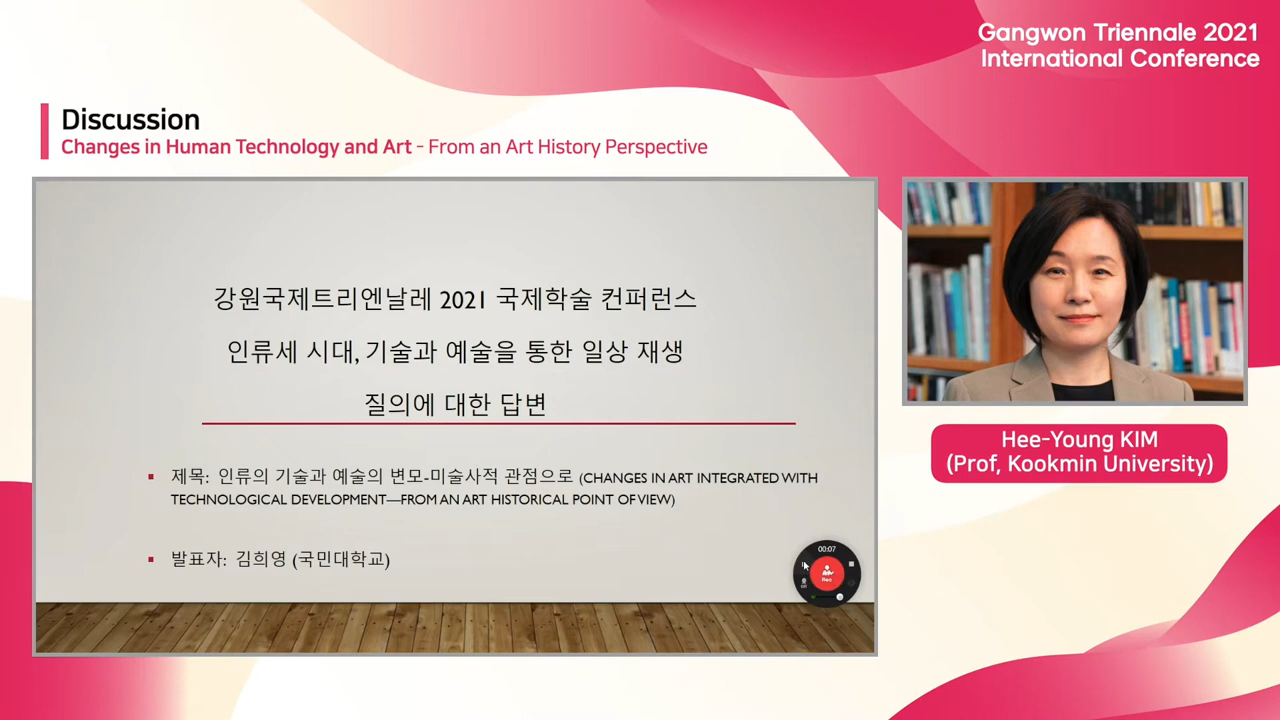 Gangwon Triennale 2021
International Conference
Discussion
Changes in Human Technology and Art - From an Art History Perspective
강원국제트리엔날레 2021 국제학술 컨퍼런스
인류세 시대, 기술과 예술을 통한 일상 재생
질의에 대한 답변
제목: 인류의 기술과 예술의 변모-미술사적 관점으로 (CHANGES IN ART INTEGRATED WITH
TECHNOLOGICAL DEVELOPMENT—FROM AN ART HISTORICAL POINT OF VIEW)
발표자: 김희영 (국민대학교)
00:07
Rec
Hee-Young KIM
(Prof, Kookmin University)